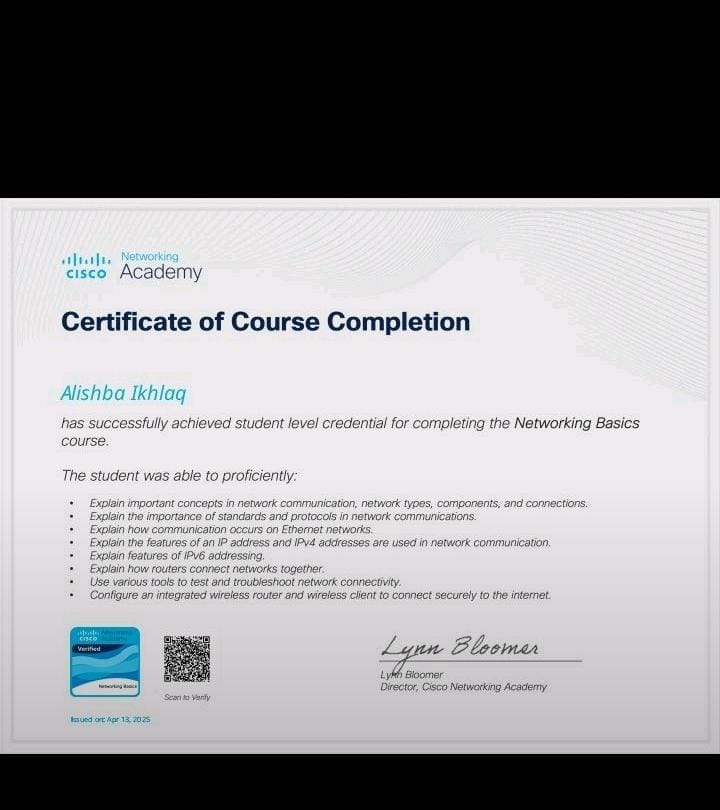 Networking
CISCO Academy
Certificate of Course Completion
Alishba Ikhlaq
has successfully achieved student level credential for completing the Networking Basics
course.
The student was able to proficiently:
• Explain important concepts in network communication, network types, components, and connections.
• Explain the importance of standards and protocols in network communications.
• Explain how communication occurs on Ethernet networks.
• Explain the features of an IP address and IPv4 addresses are used in network communication.
• Explain features of IPv6 addressing.
• Explain how routers connect networks together.
• Use various tools to test and troubleshoot network connectivity.
• Configure an integrated wireless router and wireless client to connect securely to the internet.
CISCO Networking
Academy
Verified
Networking Basics
Scan to Verify
Issued on: Apr 13, 2025
Lynn Bloomer
Lynn Bloomer
Director, Cisco Networking Academy